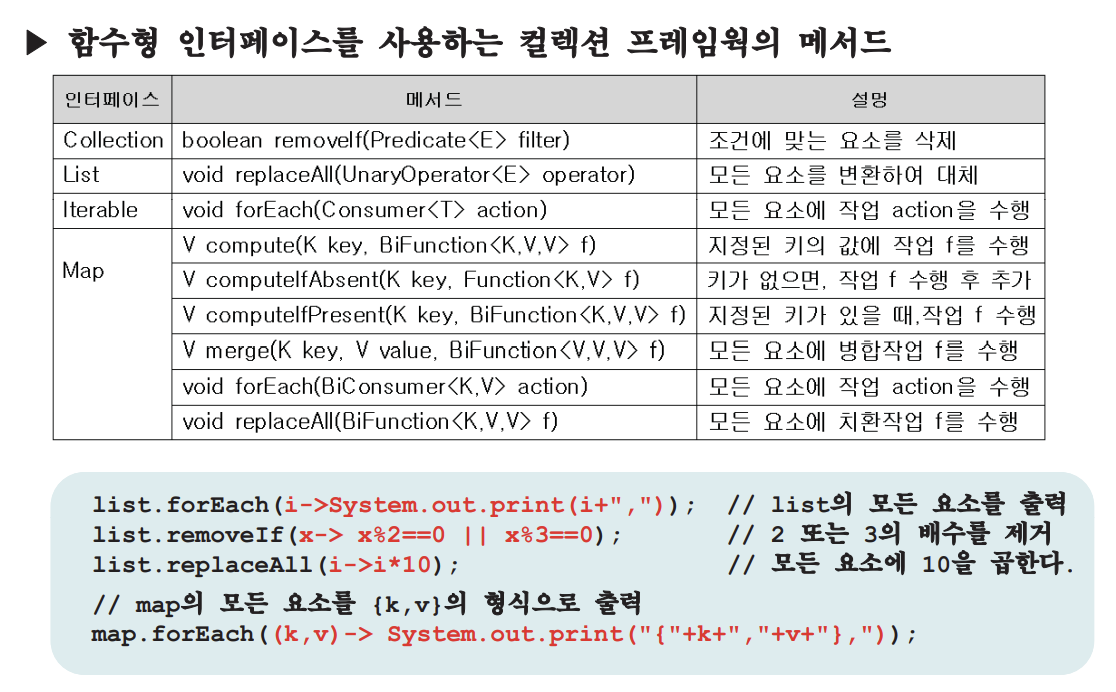 ▶ 함수형 인터페이스를 사용하는 컬렉션 프레임웍의 메서드
인터페이스 메서드 설명
Collection boolean removeIf(Predicate<E> filter) 조건에 맞는 요소를 삭제
List void replaceAll(UnaryOperator<E> operator) 모든 요소를 변환하여 대체
Iterable void forEach(Consumer<T> action) 모든 요소에 작업 action을 수행
Map V compute(K key, BiFunction<K,V,V> f) 지정된 키의 값에 작업 f를 수행
V computeIfAbsent(K key, Function<K,V> f) 키가 없으면, 작업 f 수행 후 추가
V computeIfPresent(K key, BiFunction<K,V,V> f) 지정된 키가 있을 때,작업 f 수행
V merge(K key, V value, BiFunction<V,V,V> f) 모든 요소에 병합작업 f를 수행
void forEach(BiConsumer<K,V> action) 모든 요소에 작업 action을 수행
void replaceAll(BiFunction<K,V,V> f) 모든 요소에 치환작업 f를 수행
list.forEach(i->System.out.print(i+",")); // list의 모든 요소를 출력
list.removeIf(x-> x%2==0 || x%3==0); // 2 또는 3의 배수를 제거
list.replaceAll(i->i*10); // 모든 요소에 10을 곱한다.
// map의 모든 요소를 {k,v}의 형식으로 출력
map.forEach((k,v)-> System.out.print("{"+k+","+v+"},"));